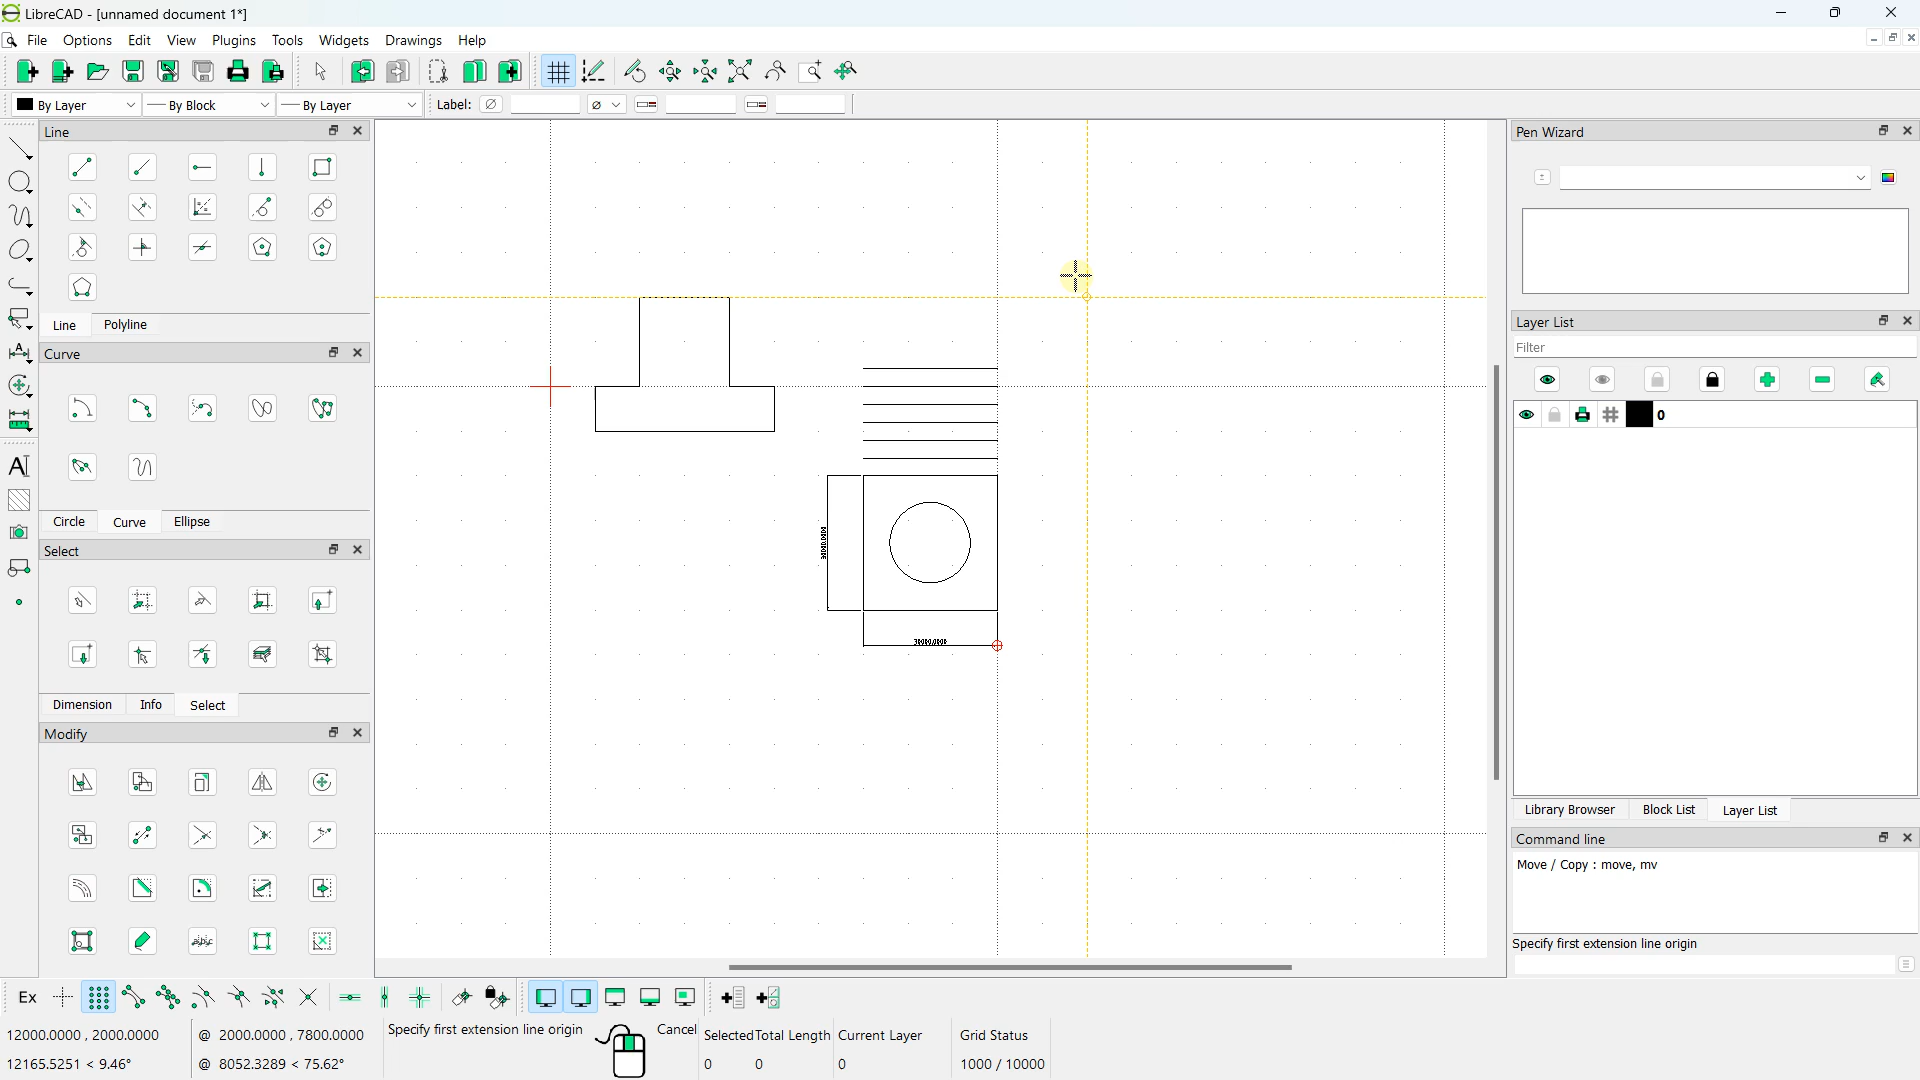 LibreCAD - [unnamed document 1*]
File Options Edit View Plugins Tools Widgets Drawings Help
By Layer By Block By Layer Label:
Line
Line Polyline
Curve
Circle Curve Ellipse
Select
Dimension Info Select
Modify
Pen Wizard
Layer List
Filter
0
Library Browser Block List Layer List
Command line
Move / Copy : move, mv
Specify first extension line origin
Ex
12000.0000 , 2000.0000
12165.5251 < 9.46°
@ 2000.0000 , 7800.0000
@ 8052.3289 < 75.62°
Specify first extension line origin
Cancel
Selected Total Length
0 0
Current Layer
0
Grid Status
1000 / 10000